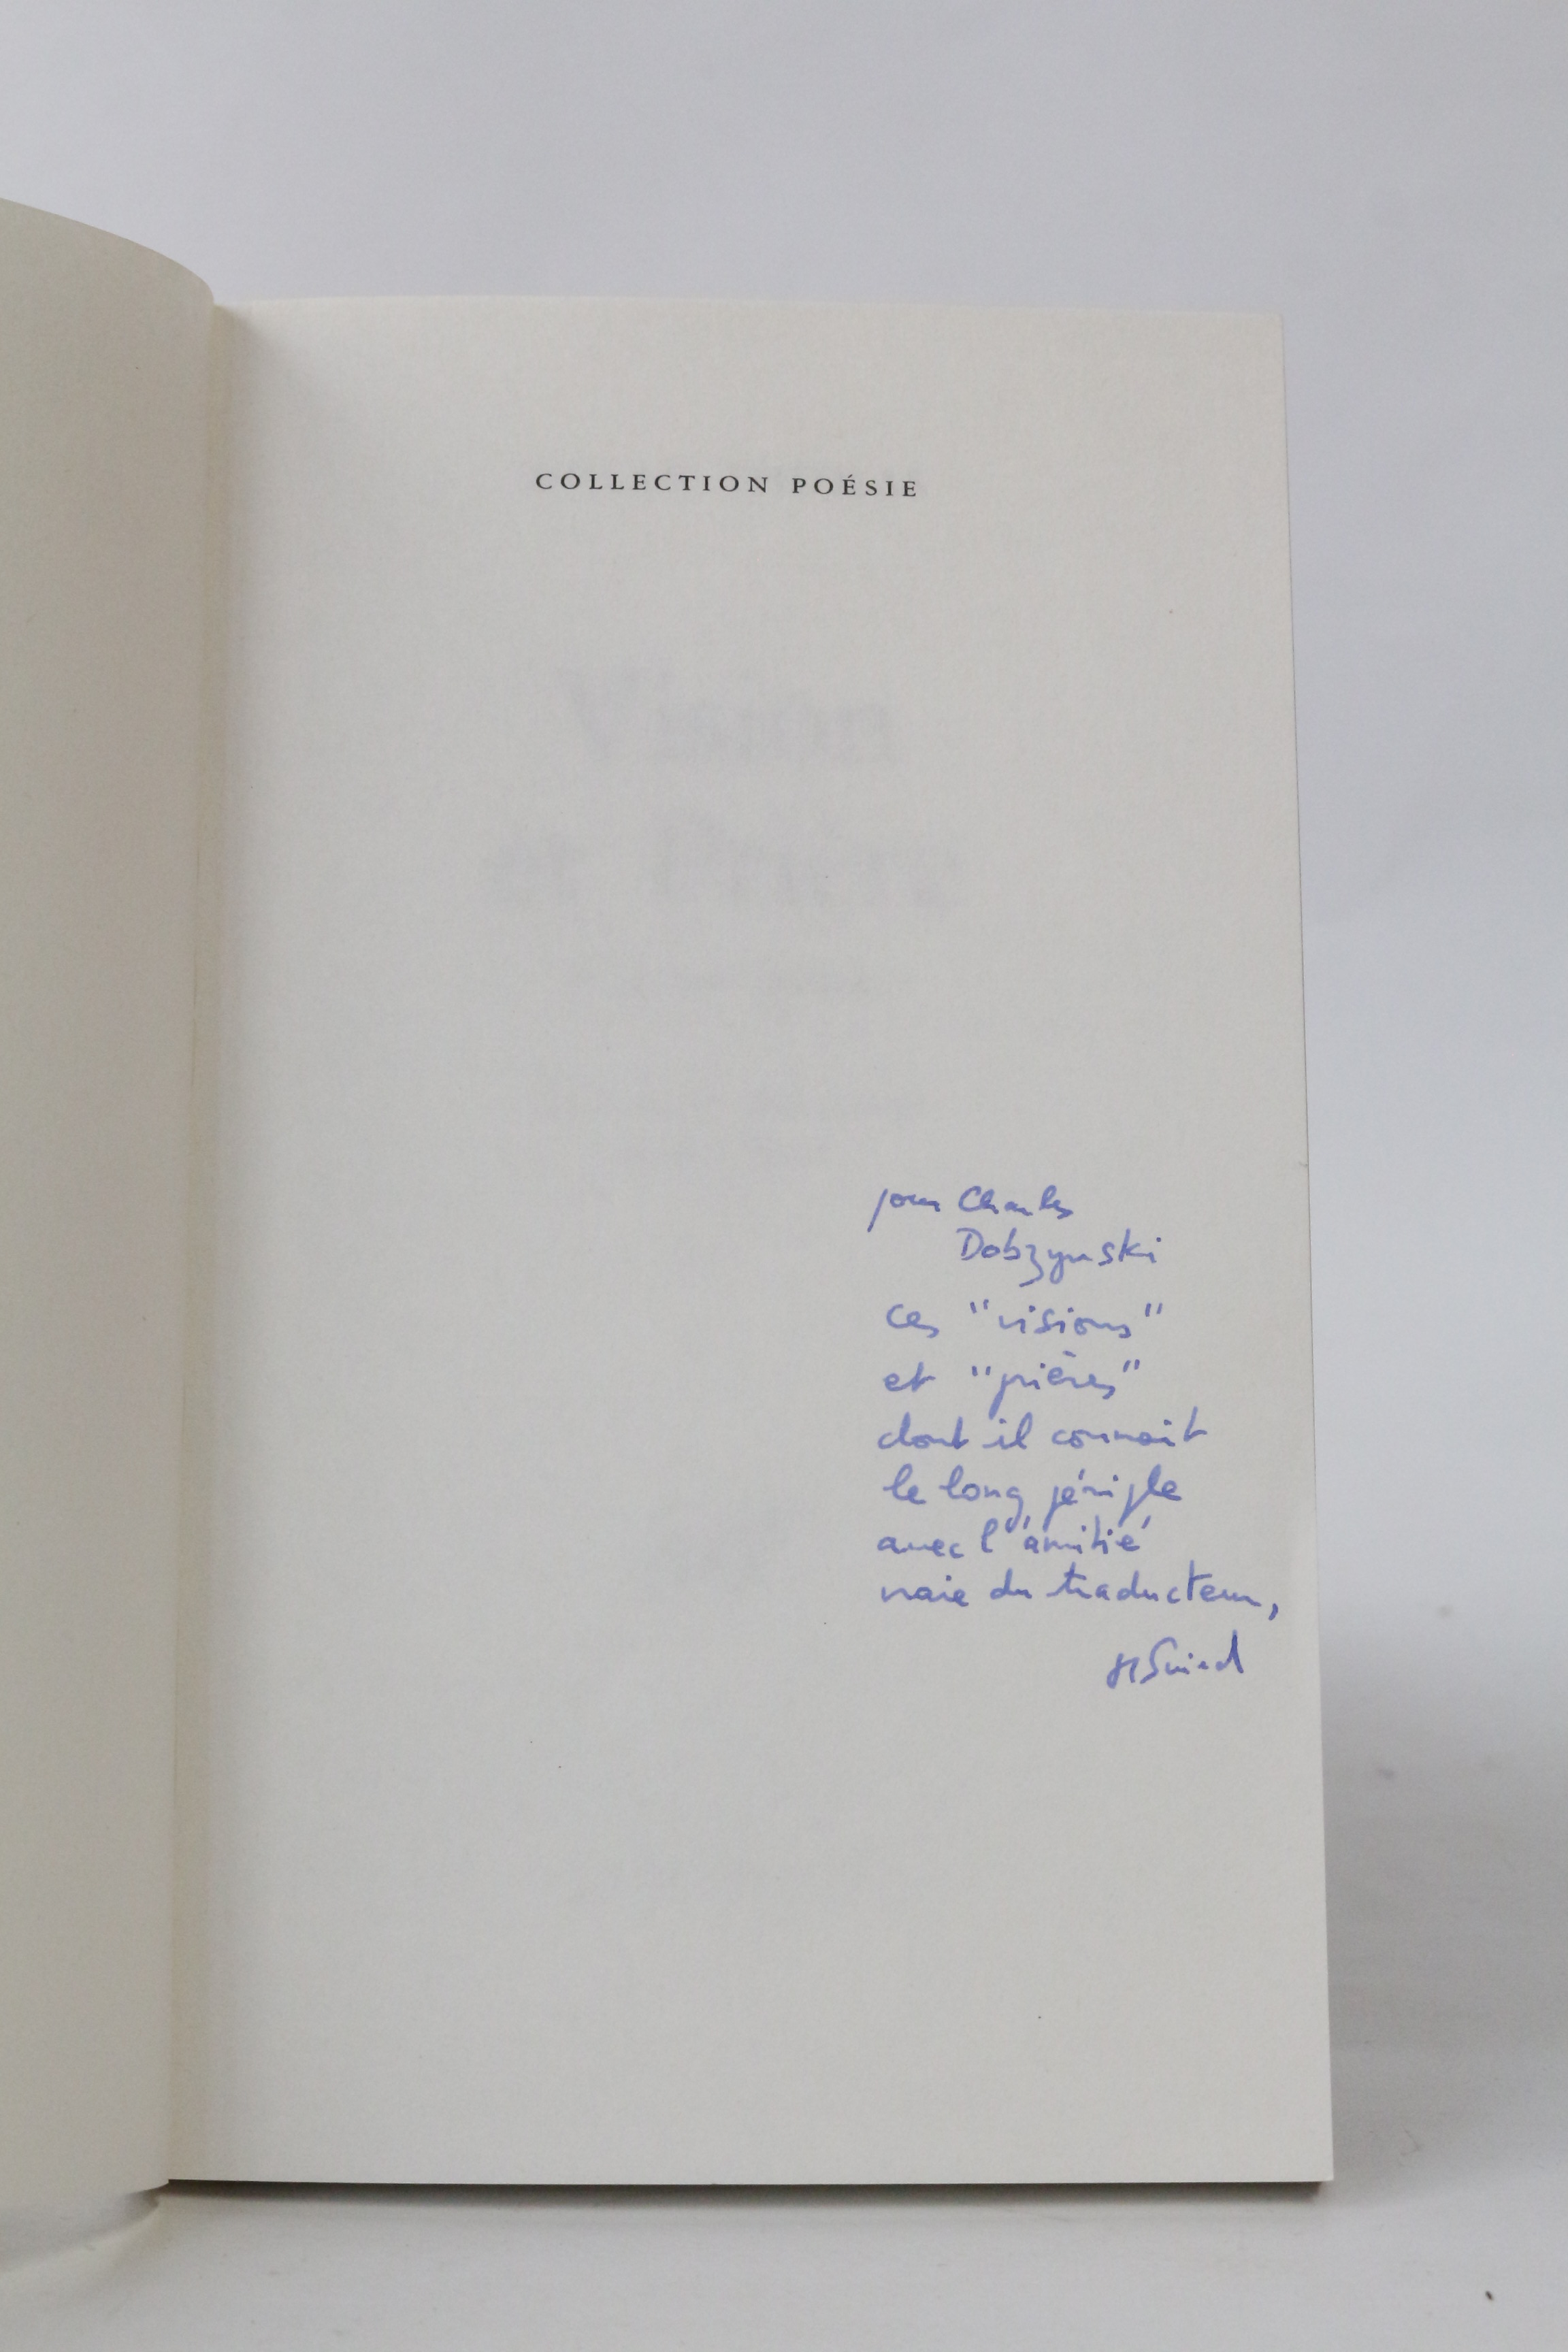 COLLECTION POÉSIE
pour Charles
Dobzynski
ces "visions"
et "prières"
dont il connait
le long périple
avec l'amitié
vraie du traducteur,